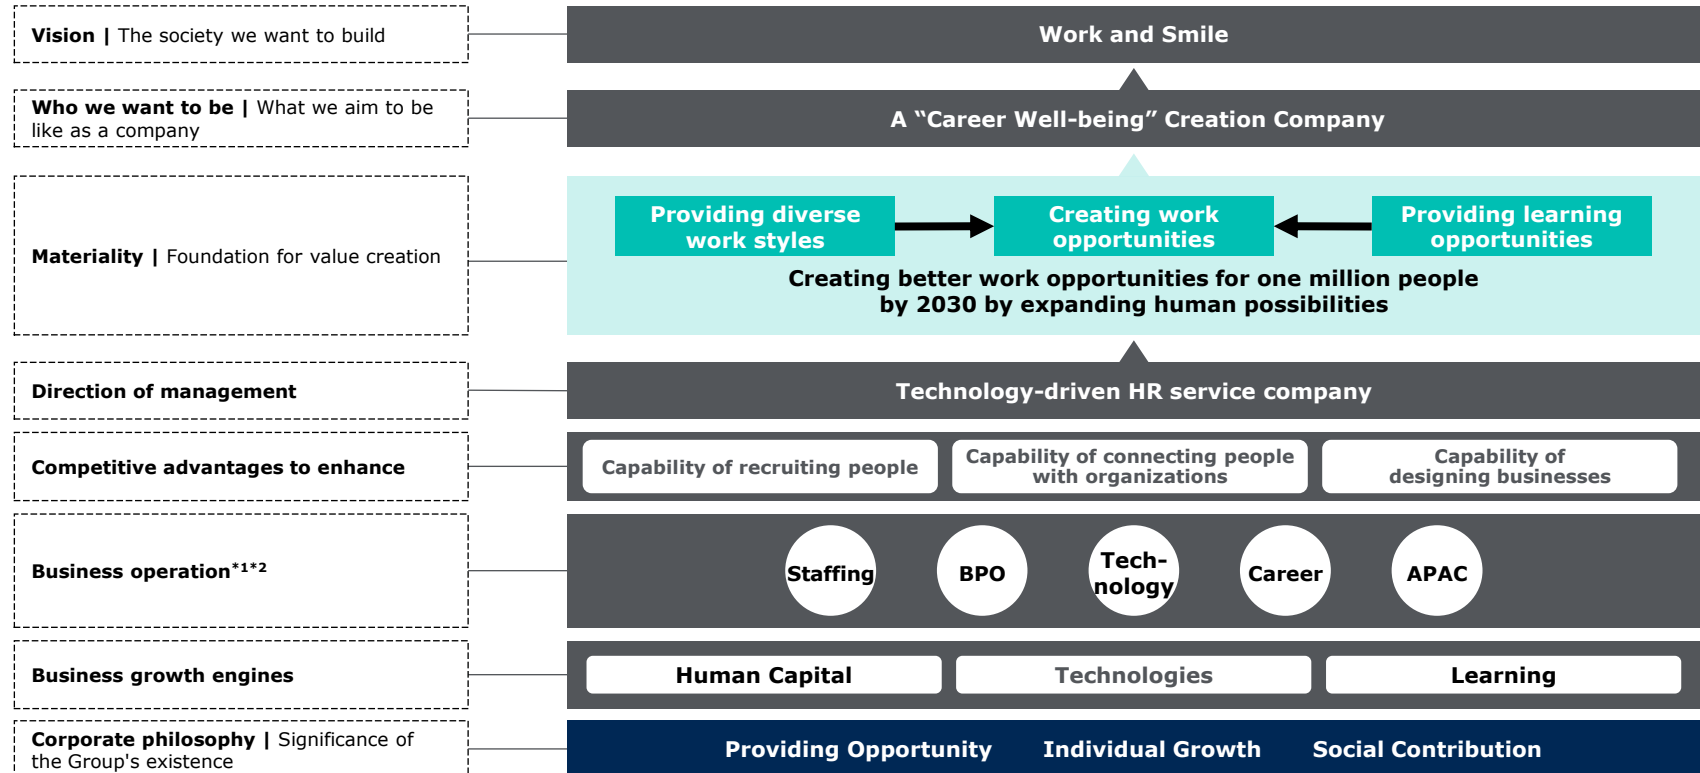 Vision | The society we want to build
Work and Smile
Who we want to be | What we aim to be
like as a company
A “Career Well-being” Creation Company
Materiality | Foundation for value creation
Providing diverse
work styles
Creating work
opportunities
Providing learning
opportunities
Creating better work opportunities for one million people
by 2030 by expanding human possibilities
Direction of management
Technology-driven HR service company
Competitive advantages to enhance
Capability of recruiting people
Capability of connecting people
with organizations
Capability of
designing businesses
Business operation*1*2
Staffing
BPO
Tech-
nology
Career
APAC
Business growth engines
Human Capital
Technologies
Learning
Corporate philosophy | Significance of
the Group's existence
Providing Opportunity
Individual Growth
Social Contribution